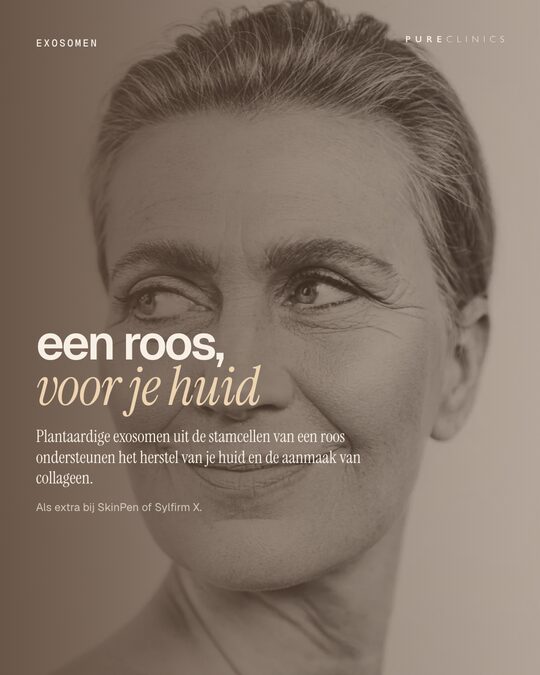 EXOSOMEN
PURECLINICS
een roos,
voor je huid
Plantaardige exosomen uit de stamcellen van een roos
ondersteunen het herstel van je huid en de aanmaak van
collageen.
Als extra bij SkinPen of Sylfirm X.